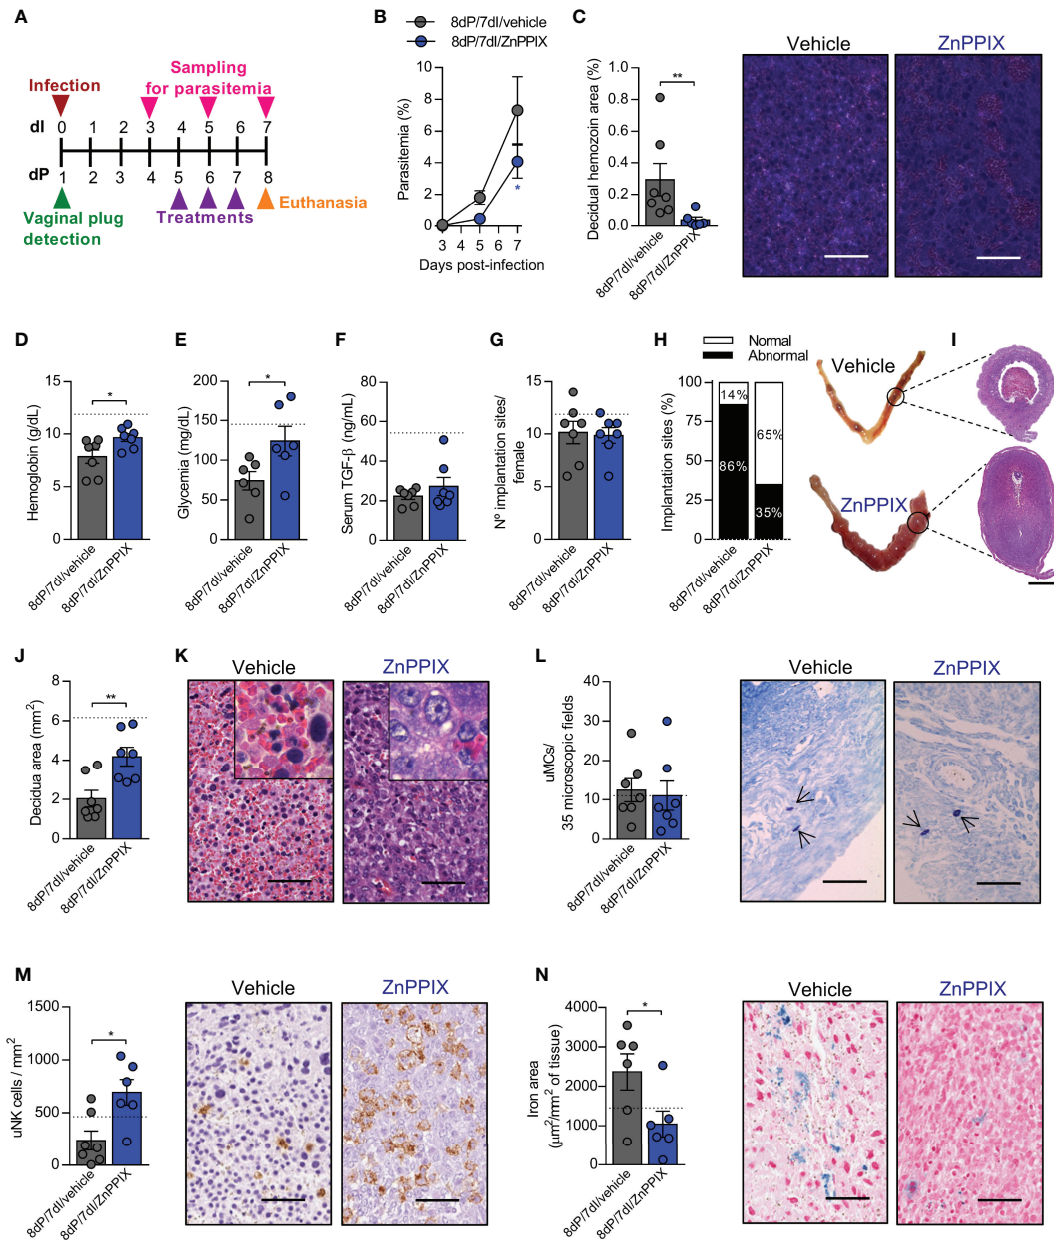 A
Infection
Sampling
for parasitemia
dI
0 1 2 3 4 5 6 7
dP
1 2 3 4 5 6 7 8
Vaginal plug
detection
Treatments
Euthanasia
B
8dP/7dI/vehicle
8dP/7dI/ZnPPIX
Parasitemia (%)
10
8
6
4
2
0
*
3 4 5 6 7
Days post-infection
C
Decidual hemozoin area (%)
1.0
0.8
0.6
0.4
0.2
0.0
**
8dP/7dI/vehicle
8dP/7dI/ZnPPIX
Vehicle
ZnPPIX
D
Hemoglobin (g/dL)
15
10
5
0
*
8dP/7dI/vehicle
8dP/7dI/ZnPPIX
E
Glycemia (mg/dL)
200
150
100
50
0
*
8dP/7dI/vehicle
8dP/7dI/ZnPPIX
F
Serum TGF-β (ng/mL)
80
60
40
20
0
8dP/7dI/vehicle
8dP/7dI/ZnPPIX
G
Nº implantation sites/
female
15
10
5
0
8dP/7dI/vehicle
8dP/7dI/ZnPPIX
H
Normal
Abnormal
Implantation sites (%)
100
75
50
25
0
14%
86%
65%
35%
8dP/7dI/vehicle
8dP/7dI/ZnPPIX
Vehicle
ZnPPIX
I
J
Decidua area (mm²)
8
6
4
2
0
**
8dP/7dI/vehicle
8dP/7dI/ZnPPIX
K
Vehicle
ZnPPIX
L
uMCs/
35 microscopic fields
40
30
20
10
0
8dP/7dI/vehicle
8dP/7dI/ZnPPIX
Vehicle
ZnPPIX
M
uNK cells / mm²
1500
1000
500
0
*
8dP/7dI/vehicle
8dP/7dI/ZnPPIX
Vehicle
ZnPPIX
N
Iron area
(µm²/mm² of tissue)
4000
3000
2000
1000
0
*
8dP/7dI/vehicle
8dP/7dI/ZnPPIX
Vehicle
ZnPPIX